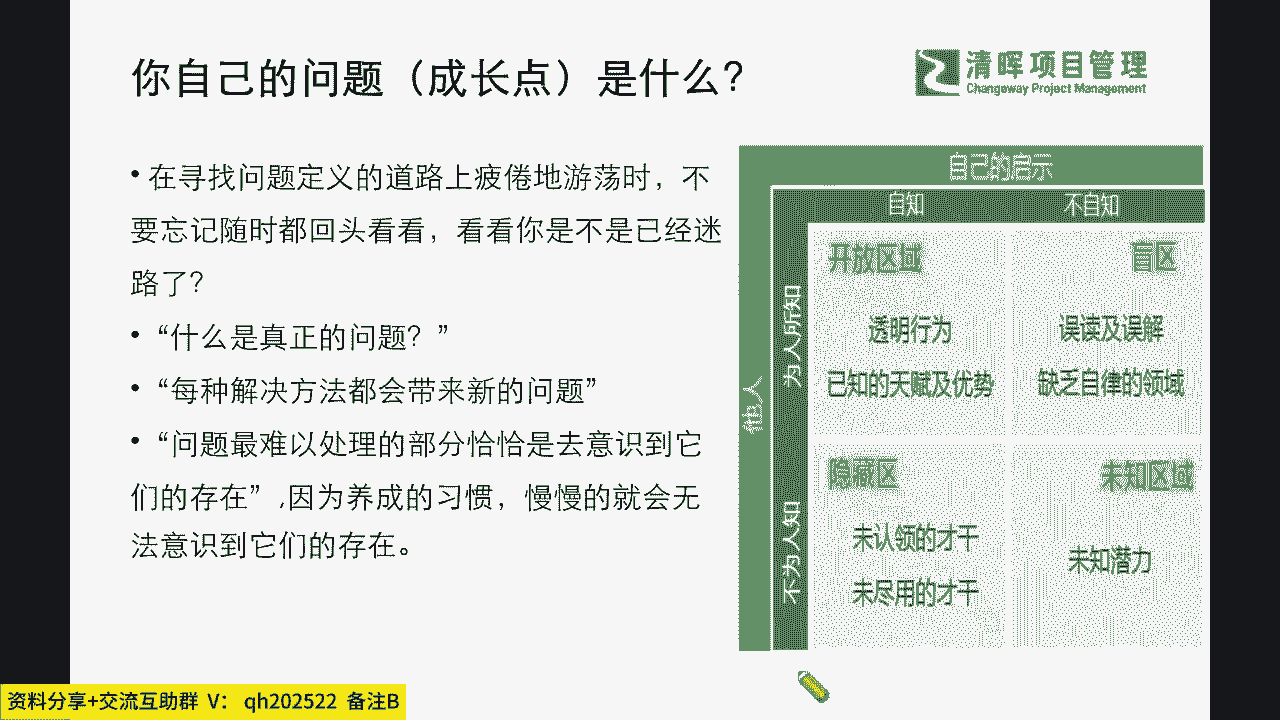 你自己的问题（成长点）是什么？
清晖项目管理
Changeway Project Management
• 在寻找问题定义的道路上疲倦地游荡时，不
要忘记随时都回头看看，看看你是不是已经迷
路了？
• “什么是真正的问题？”
• “每种解决方法都会带来新的问题”
• “问题最难以处理的部分恰恰是去意识到它
们的存在” ,因为养成的习惯，慢慢的就会无
法意识到它们的存在。
自己的启示
自知
不自知
他人
为人所知
开放区域
透明行为
已知的天赋及优势
盲区
误读及误解
缺乏自律的领域
不为人知
隐藏区
未认领的才干
未尽用的才干
未知区域
未知潜力
资料分享+交流互助群 V： qh202522 备注B